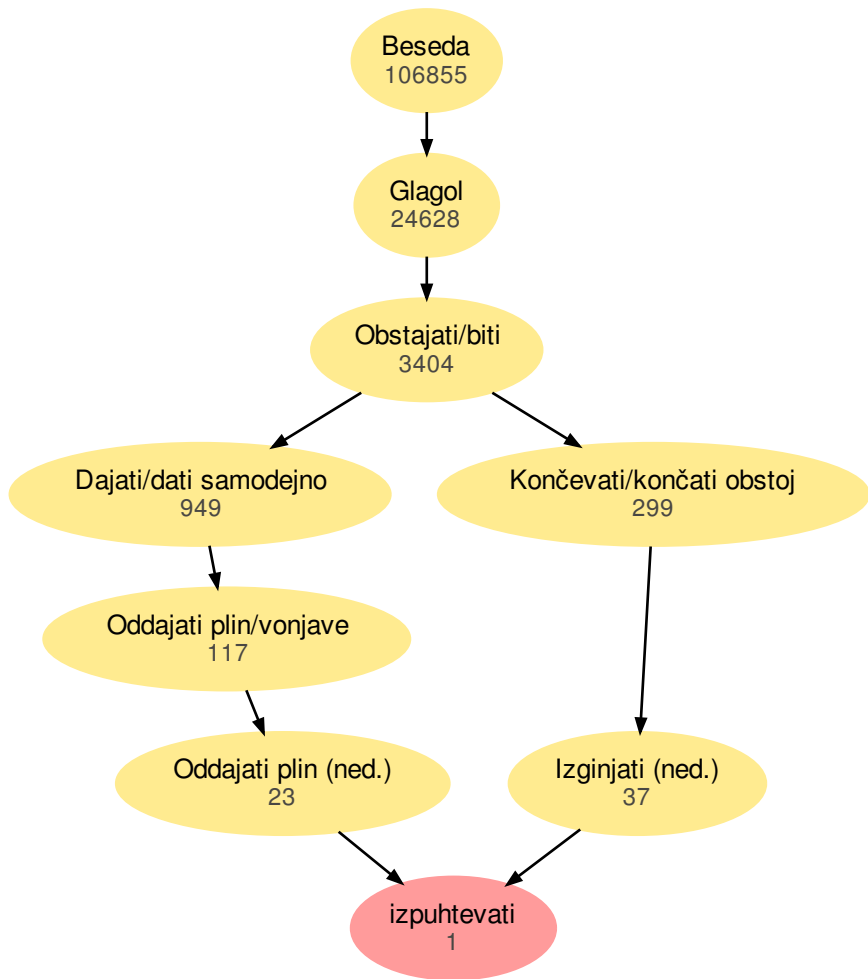 Beseda
106855
Glagol
24628
Obstajati/biti
3404
Dajati/dati samodejno
949
Končevati/končati obstoj
299
Oddajati plin/vonjave
117
Oddajati plin (ned.)
23
Izginjati (ned.)
37
izpuhtevati
1